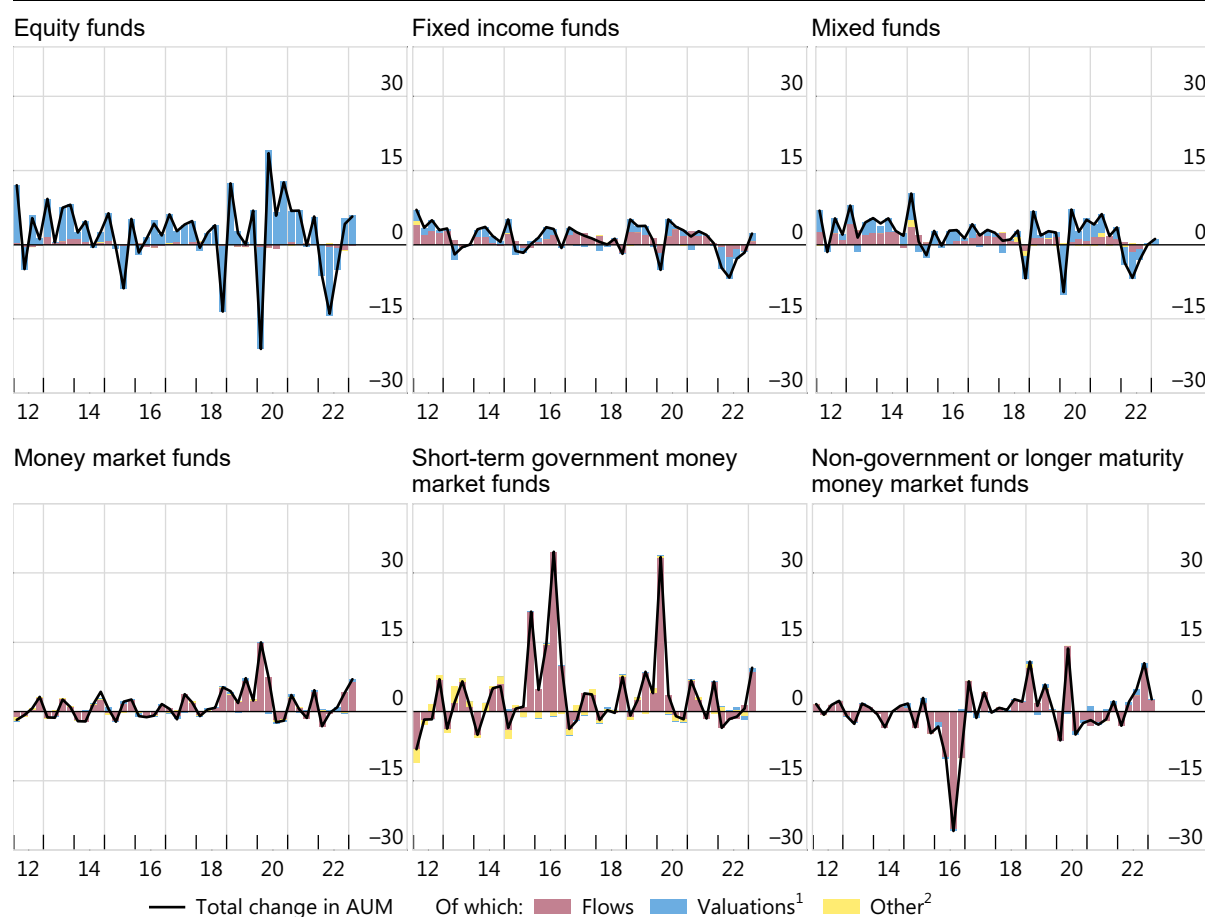 Equity funds
Fixed income funds
Mixed funds
30
15
0
–15
–30
30
15
0
–15
–30
30
15
0
–15
–30
12 14 16 18 20 22
12 14 16 18 20 22
12 14 16 18 20 22
Money market funds
Short-term government money
market funds
Non-government or longer maturity
money market funds
30
15
0
–15
–30
30
15
0
–15
–30
30
15
0
–15
–30
12 14 16 18 20 22
12 14 16 18 20 22
12 14 16 18 20 22
Total change in AUM Of which: Flows Valuations1 Other2